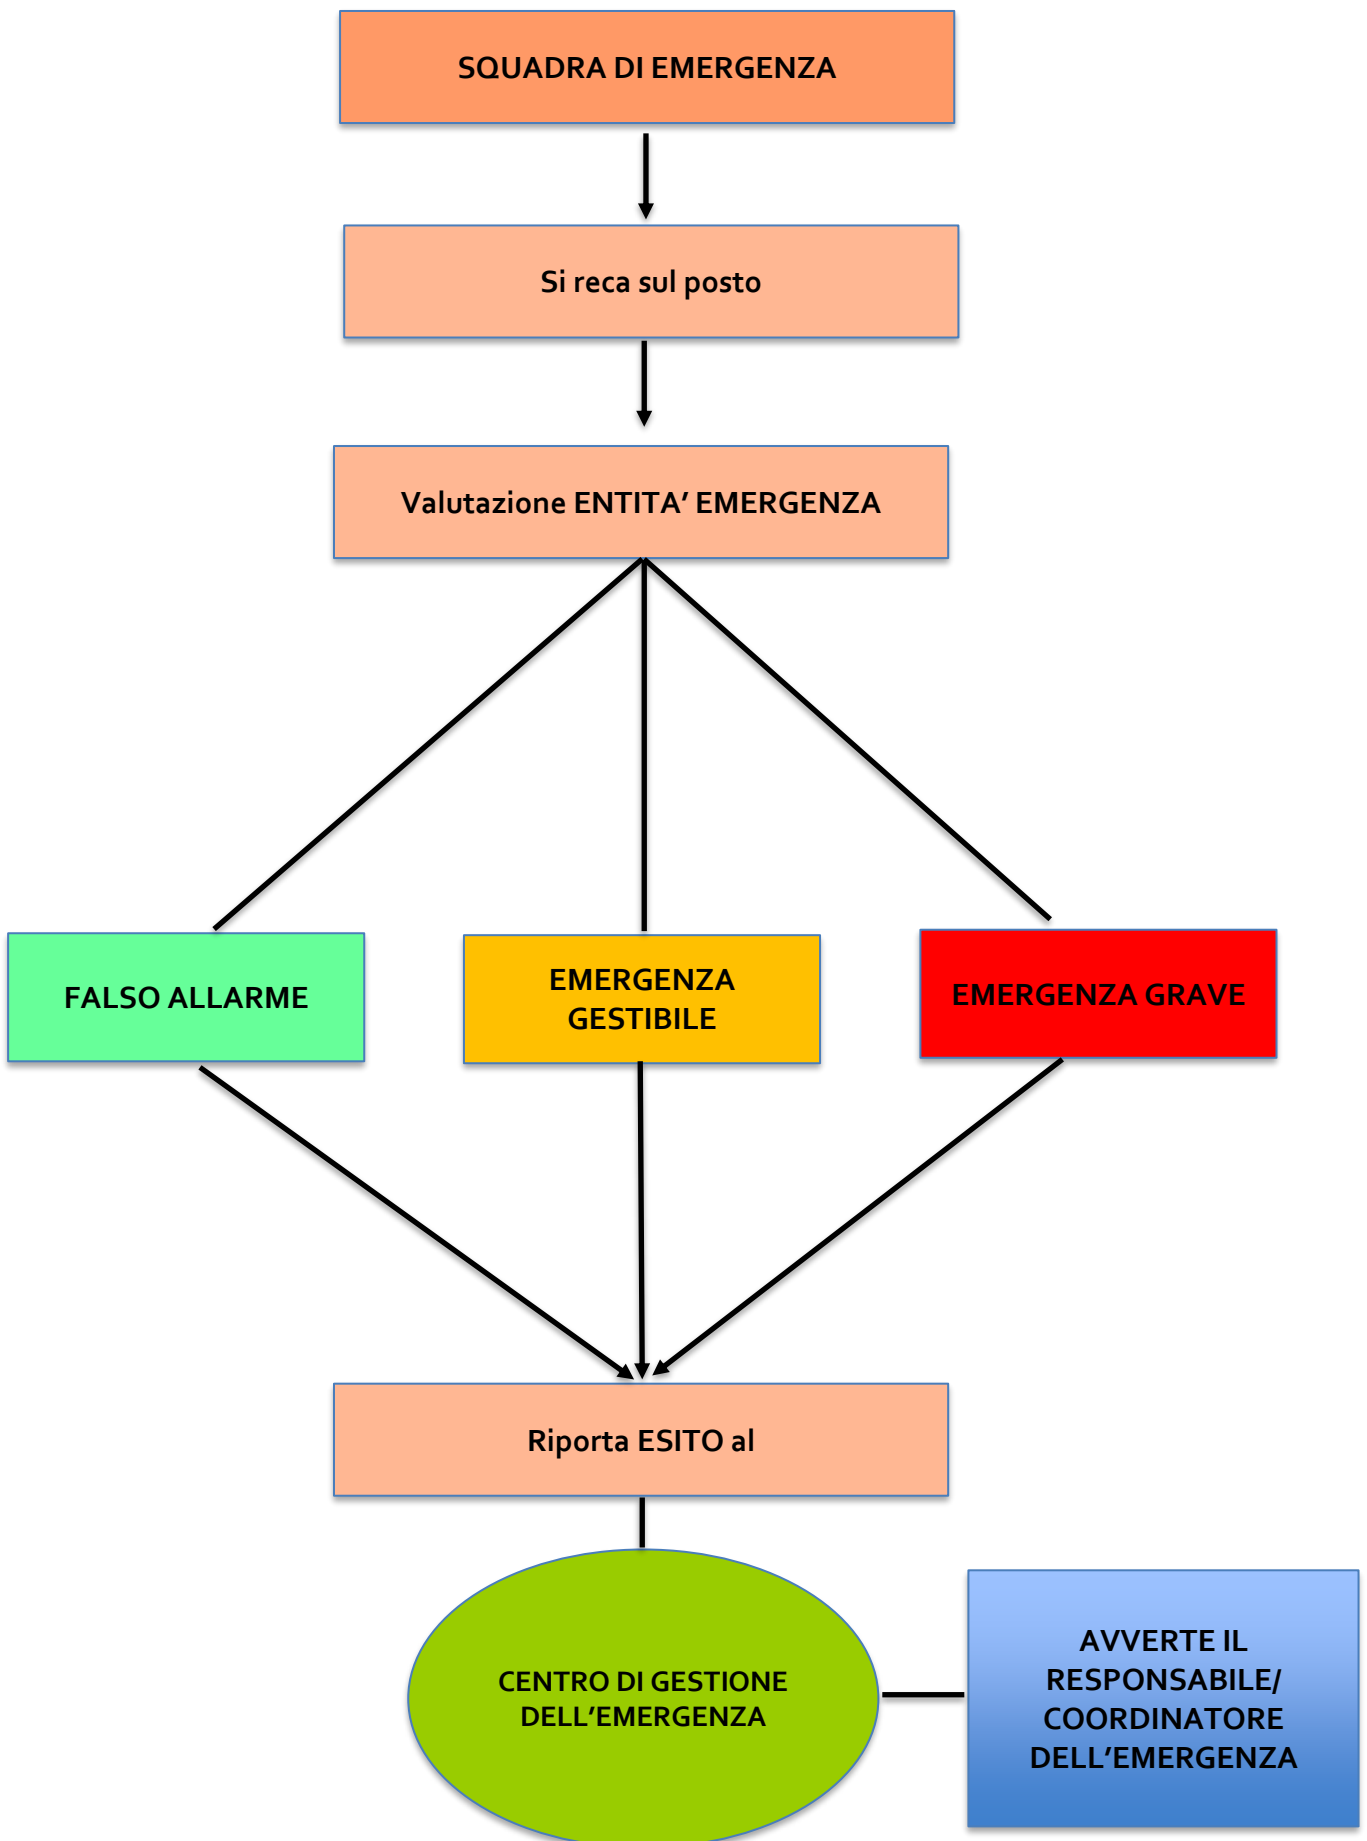 SQUADRA DI EMERGENZA
Si reca sul posto
Valutazione ENTITA’ EMERGENZA
FALSO ALLARME
EMERGENZA
GESTIBILE
EMERGENZA GRAVE
Riporta ESITO al
CENTRO DI GESTIONE
DELL’EMERGENZA
AVVERTE IL
RESPONSABILE/
COORDINATORE
DELL’EMERGENZA